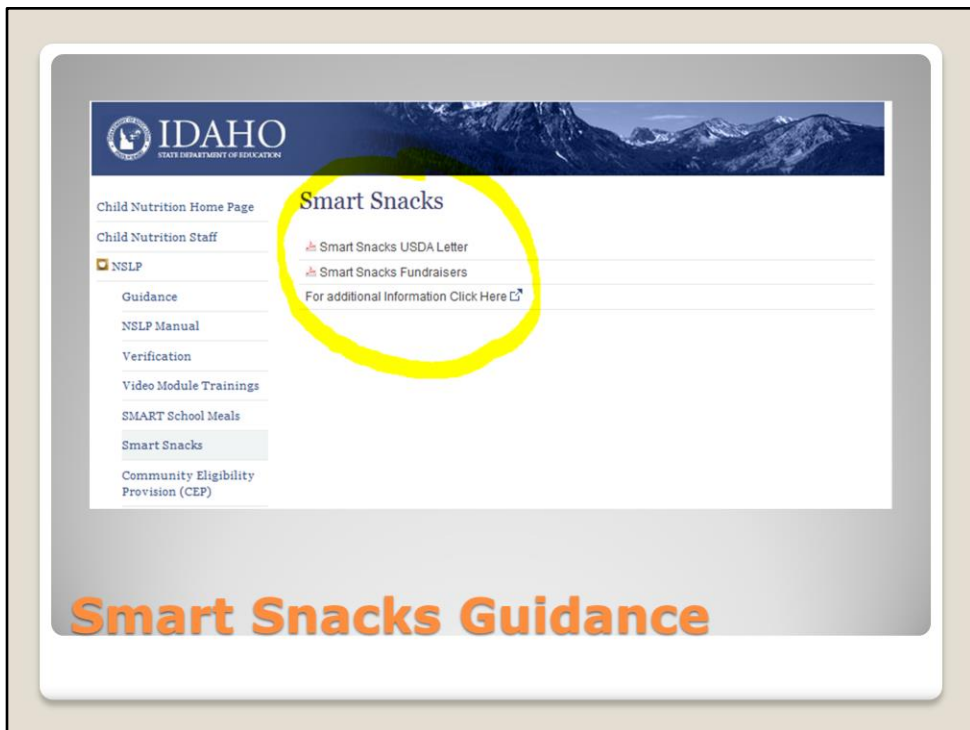 IDAHO
STATE DEPARTMENT OF EDUCATION
Child Nutrition Home Page
Child Nutrition Staff
NSLP
Guidance
NSLP Manual
Verification
Video Module Trainings
SMART School Meals
Smart Snacks
Community Eligibility
Provision (CEP)
Smart Snacks
Smart Snacks USDA Letter
Smart Snacks Fundraisers
For additional Information Click Here
Smart Snacks Guidance